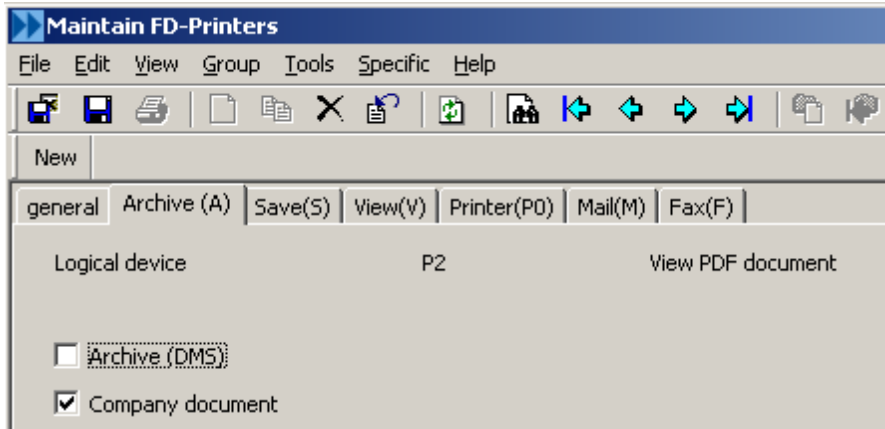 Maintain FD-Printers
File Edit View Group Tools Specific Help
New
general Archive (A) Save(S) View(V) Printer(P0) Mail(M) Fax(F)
Logical device P2 View PDF document
Archive (DMS)
Company document